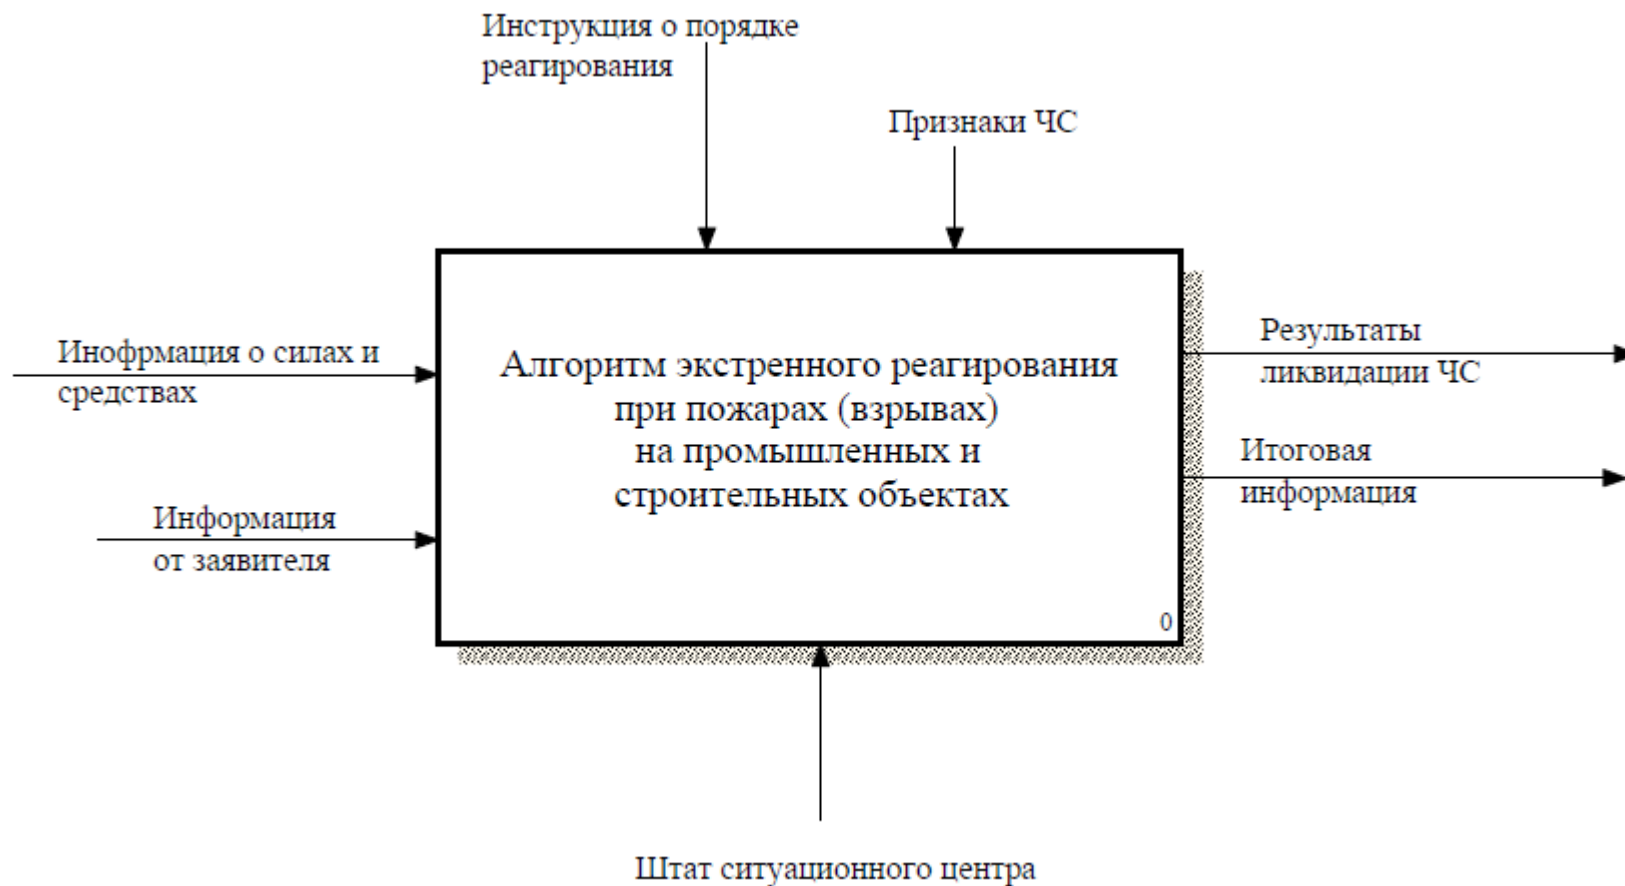 Инструкция о порядке
реагирования
Признаки ЧС
Инофрмация о силах и
средствах
Информация
от заявителя
Алгоритм экстренного реагирования
при пожарах (взрывах)
на промышленных и
строительных объектах
0
Результаты
ликвидации ЧС
Итоговая
информация
Штат ситуационного центра